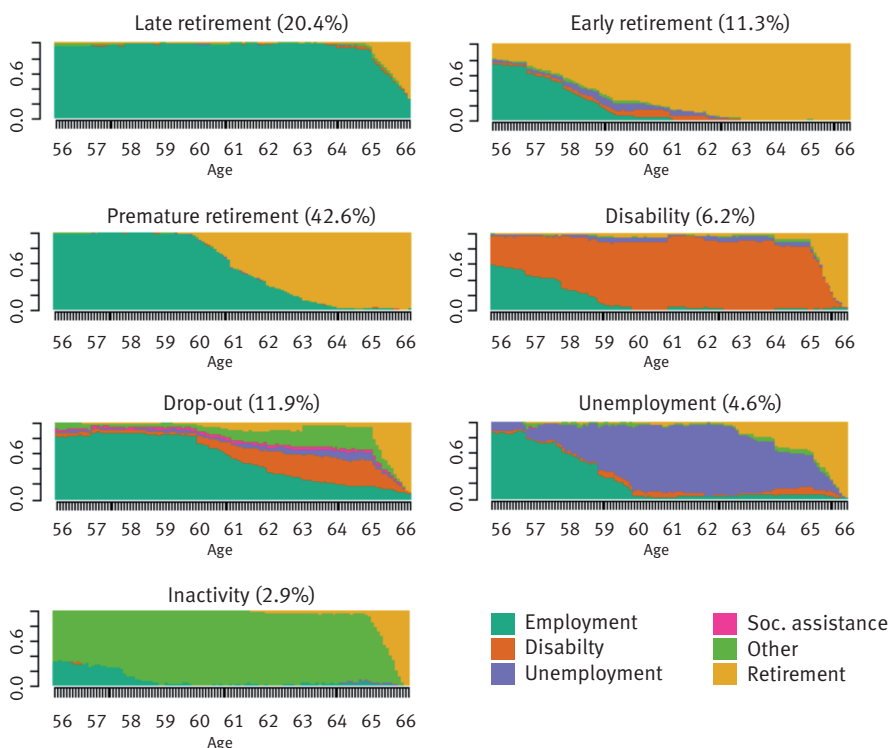 Late retirement (20.4%)
0.6
0.0
56 57 58 59 60 61 62 63 64 65 66
Age
Early retirement (11.3%)
0.6
0.0
56 57 58 59 60 61 62 63 64 65 66
Age
Premature retirement (42.6%)
0.6
0.0
56 57 58 59 60 61 62 63 64 65 66
Age
Disability (6.2%)
0.6
0.0
56 57 58 59 60 61 62 63 64 65 66
Age
Drop-out (11.9%)
0.6
0.0
56 57 58 59 60 61 62 63 64 65 66
Age
Unemployment (4.6%)
0.6
0.0
56 57 58 59 60 61 62 63 64 65 66
Age
Inactivity (2.9%)
0.6
0.0
56 57 58 59 60 61 62 63 64 65 66
Age
Employment
Disabilty
Unemployment
Soc. assistance
Other
Retirement